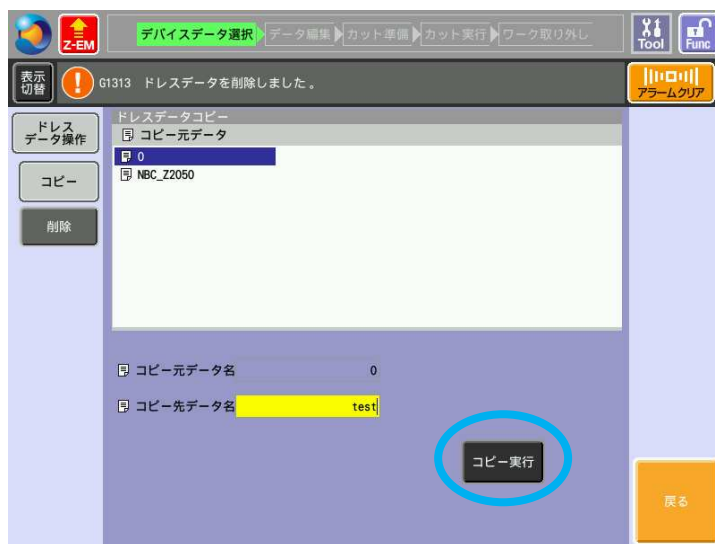 Z-EM
デバイスデータ選択 データ編集 カット準備 カット実行 ワーク取り外し
Tool
Func
表示
切替
G1313 ドレスデータを削除しました。
アラームクリア
ドレス
データ操作
コピー
削除
ドレスデータコピー
コピー元データ
0
NBC_Z2050
コピー元データ名 0
コピー先データ名 test
コピー実行
戻る